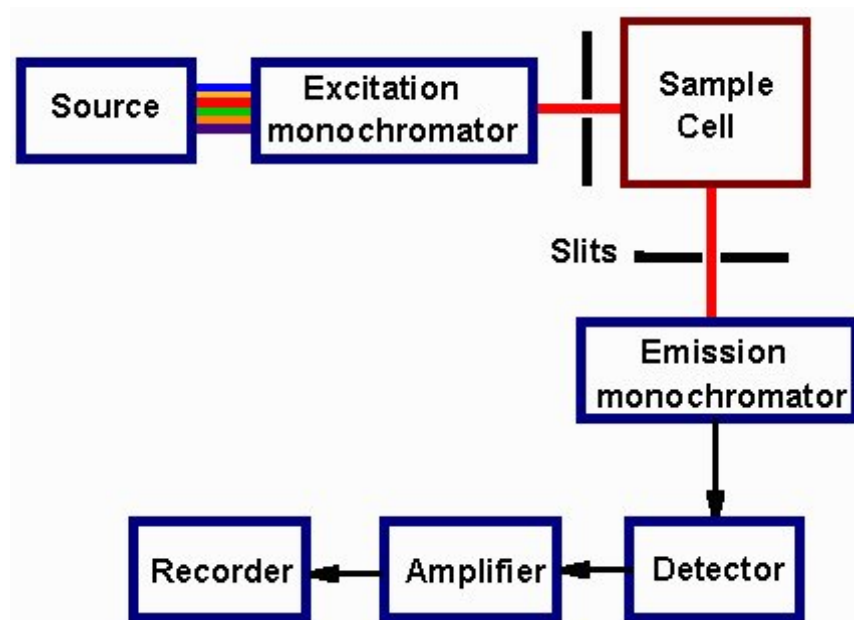 Source
Excitation
monochromator
Sample
Cell
Slits
Emission
monochromator
Recorder
Amplifier
Detector